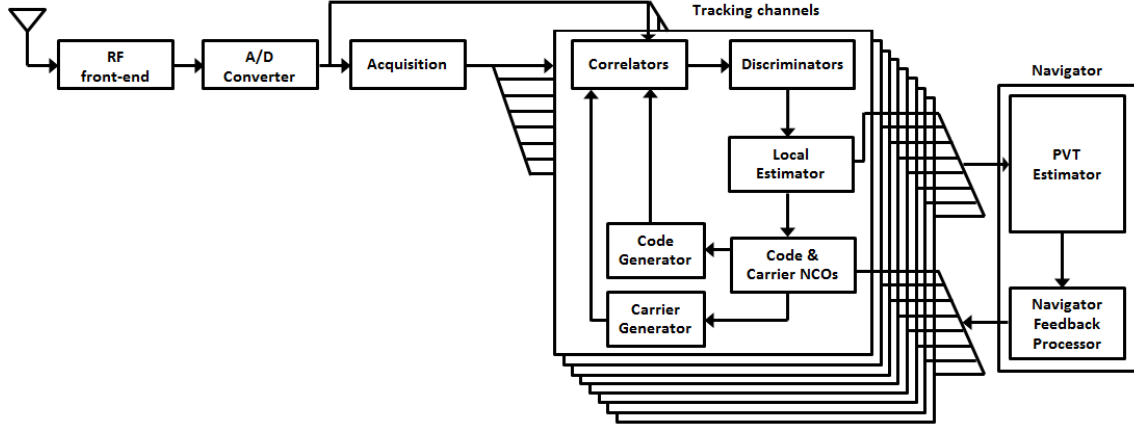 Tracking channels
RF
front-end
A/D
Converter
Acquisition
Correlators
Discriminators
Local
Estimator
Code
Generator
Code &
Carrier NCOs
Carrier
Generator
Navigator
PVT
Estimator
Navigator
Feedback
Processor